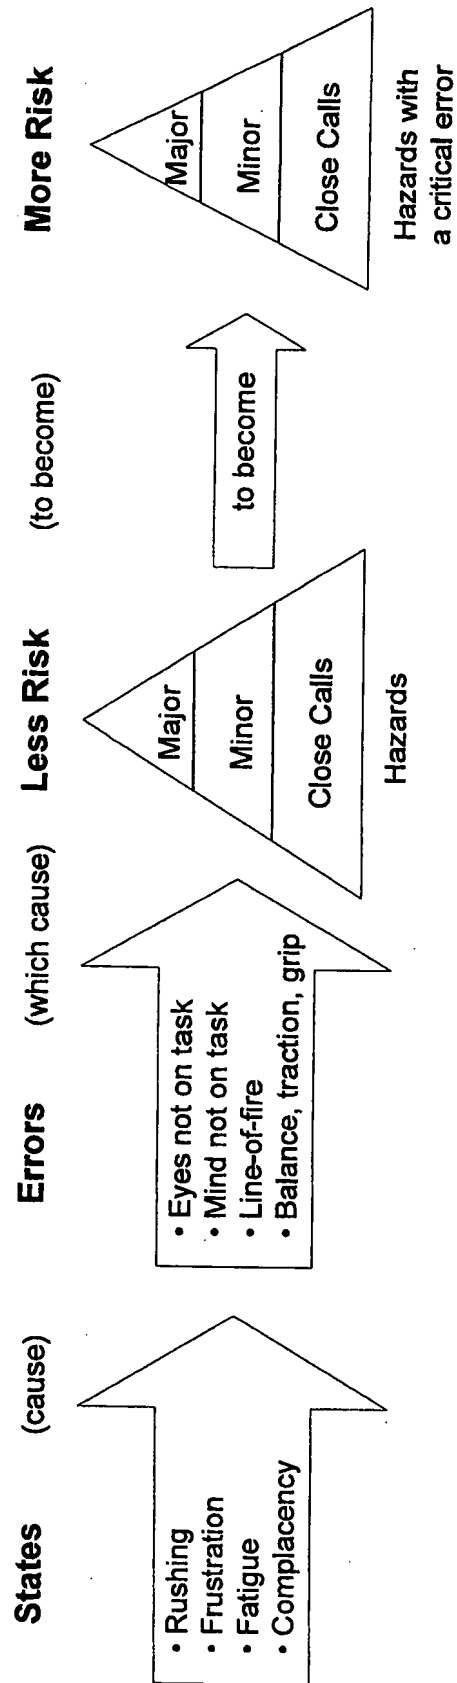 States
(cause)
Errors
(which cause)
Less Risk
(to become)
More Risk
• Rushing
• Frustration
• Fatigue
• Complacency
• Eyes not on task
• Mind not on task
• Line-of-fire
• Balance, traction, grip
Major
Minor
Close Calls
Hazards
to become
Major
Minor
Close Calls
Hazards with
a critical error